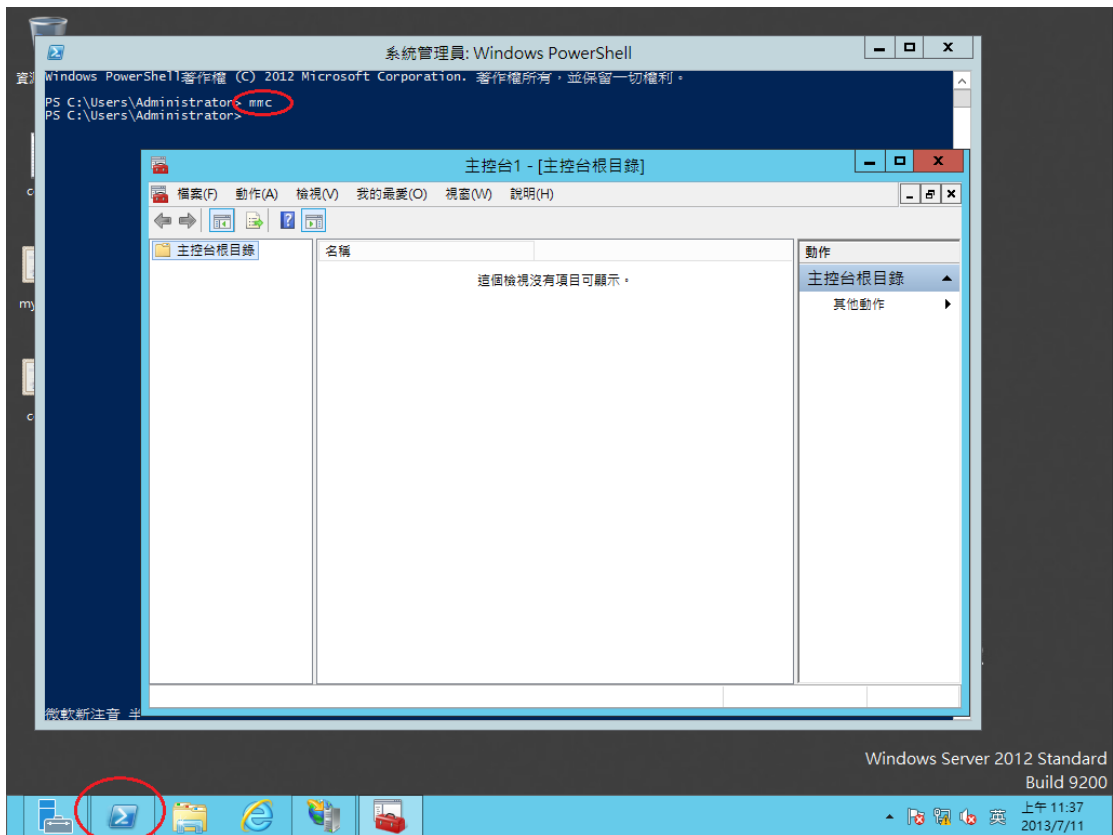 系統管理員: Windows PowerShell
Windows PowerShell著作權 (C) 2012 Microsoft Corporation. 著作權所有，並保留一切權利。
PS C:\Users\Administrator> mmc
PS C:\Users\Administrator>
主控台1 - [主控台根目錄]
檔案(F) 動作(A) 檢視(V) 我的最愛(O) 視窗(W) 說明(H)
主控台根目錄
名稱
這個檢視沒有項目可顯示。
動作
主控台根目錄
其他動作
微軟新注音 半
Windows Server 2012 Standard
Build 9200
英
上午 11:37
2013/7/11